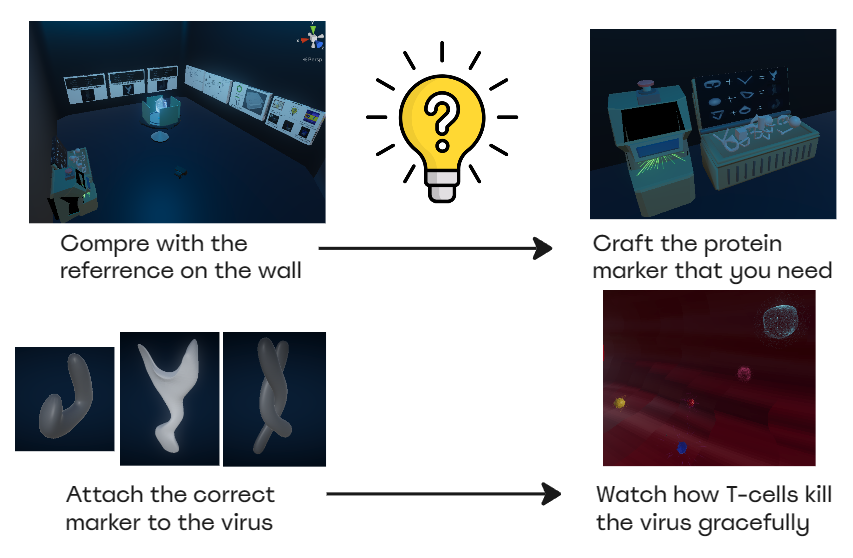 Compre with the
referrence on the wall
Craft the protein
marker that you need
Attach the correct
marker to the virus
Watch how T-cells kill
the virus gracefully